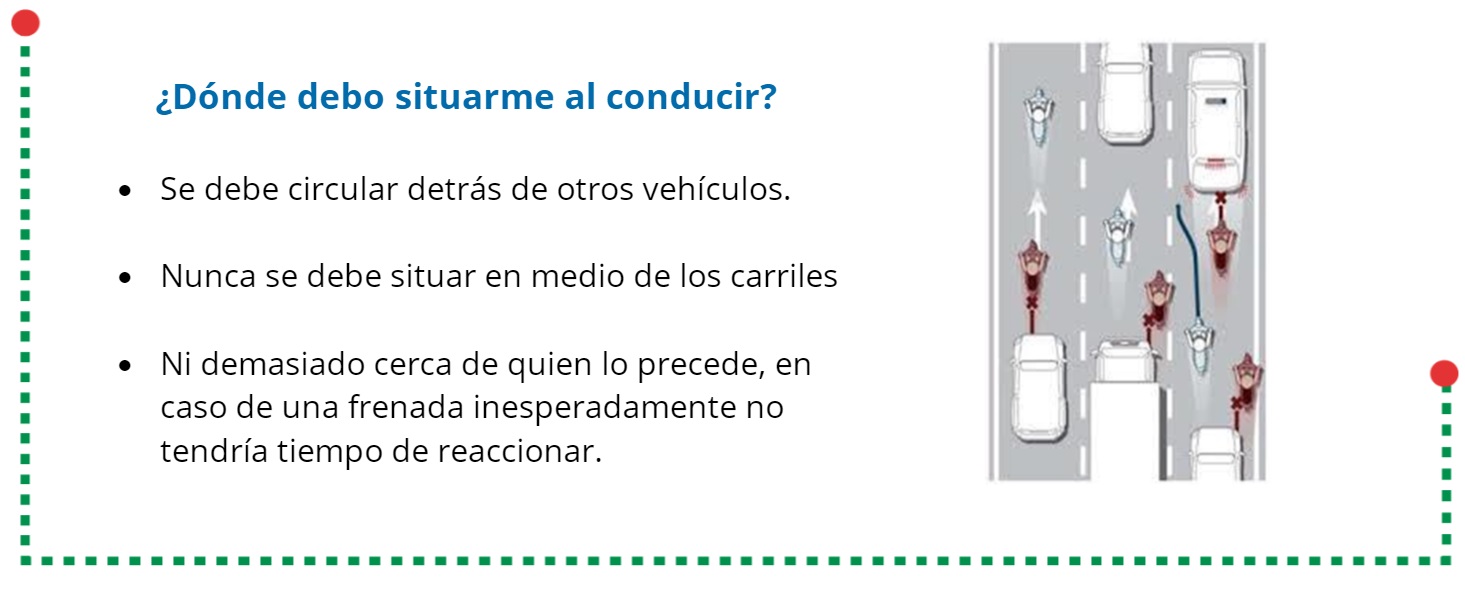 ¿Dónde debo situarme al conducir?
• Se debe circular detrás de otros vehículos.
• Nunca se debe situar en medio de los carriles
• Ni demasiado cerca de quien lo precede, en
caso de una frenada inesperadamente no
tendría tiempo de reaccionar.